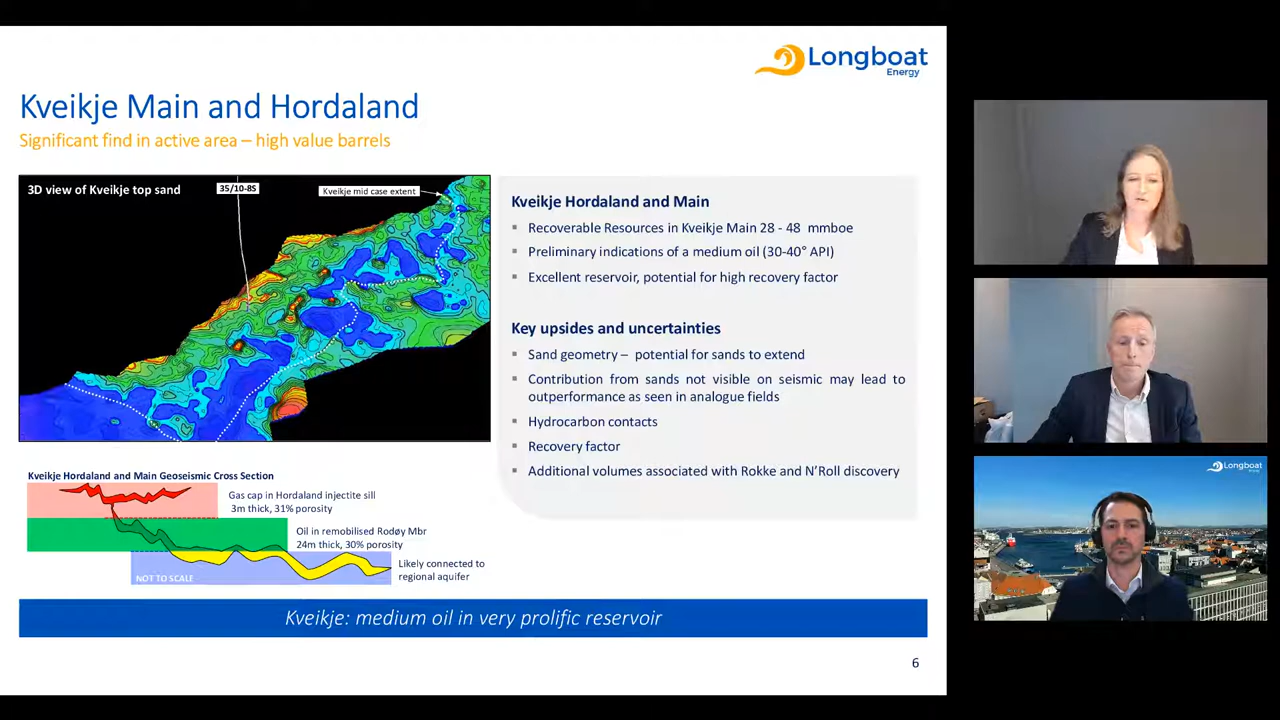 Longboat
Energy
Kveikje Main and Hordaland
Significant find in active area – high value barrels
3D view of Kveikje top sand
35/10-8S
Kveikje mid case extent
Kveikje Hordaland and Main
▪ Recoverable Resources in Kveikje Main 28 - 48 mmboe
▪ Preliminary indications of a medium oil (30-40° API)
▪ Excellent reservoir, potential for high recovery factor
Key upsides and uncertainties
▪ Sand geometry – potential for sands to extend
▪ Contribution from sands not visible on seismic may lead to
outperformance as seen in analogue fields
▪ Hydrocarbon contacts
▪ Recovery factor
▪ Additional volumes associated with Rokke and N'Roll discovery
Kveikje Hordaland and Main Geoseismic Cross Section
Gas cap in Hordaland injectite sill
3m thick, 31% porosity
Oil in remobilised Rodøy Mbr
24m thick, 30% porosity
Likely connected to
regional aquifer
NOT TO SCALE
Kveikje: medium oil in very prolific reservoir
6
Longboat
Energy